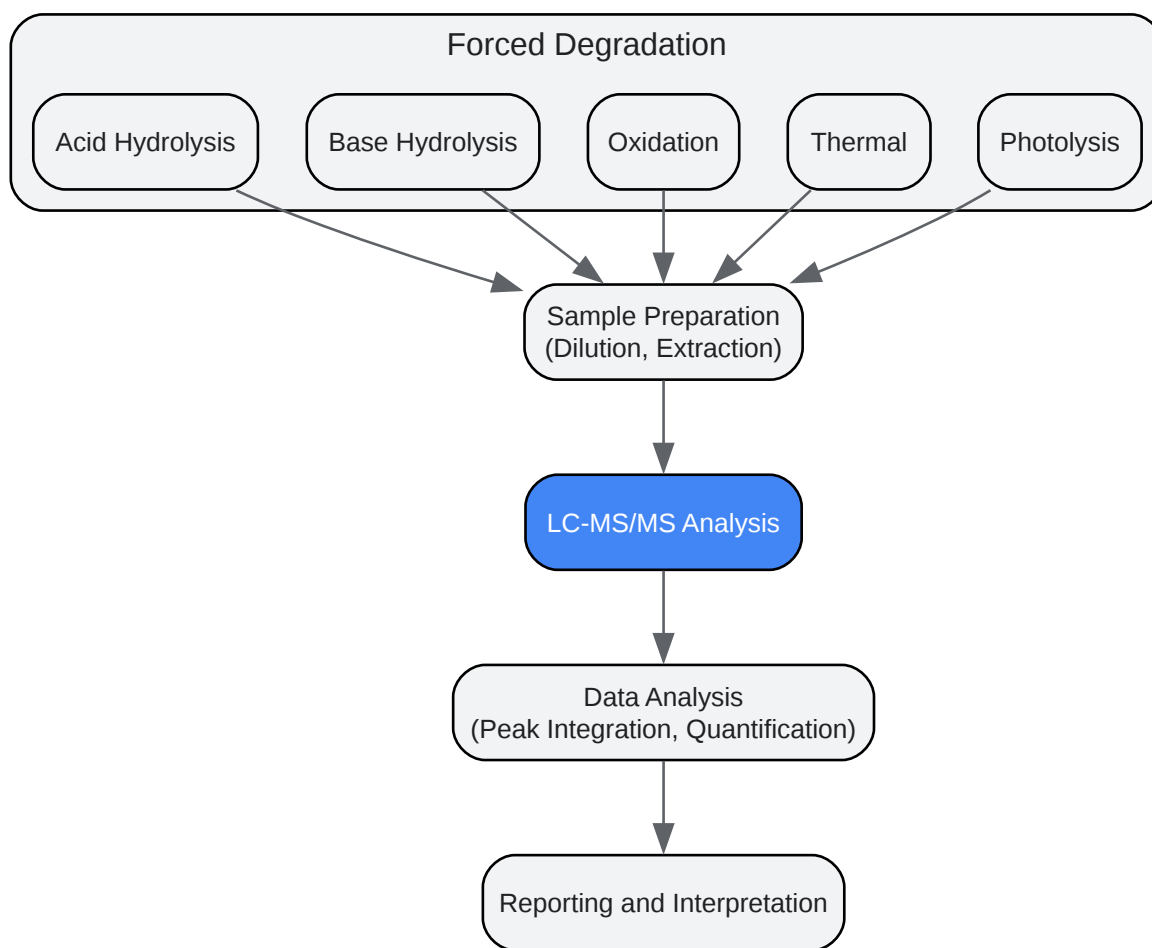 Forced Degradation
Acid Hydrolysis
Base Hydrolysis
Oxidation
Thermal
Photolysis
Sample Preparation
(Dilution, Extraction)
LC-MS/MS Analysis
Data Analysis
(Peak Integration, Quantification)
Reporting and Interpretation